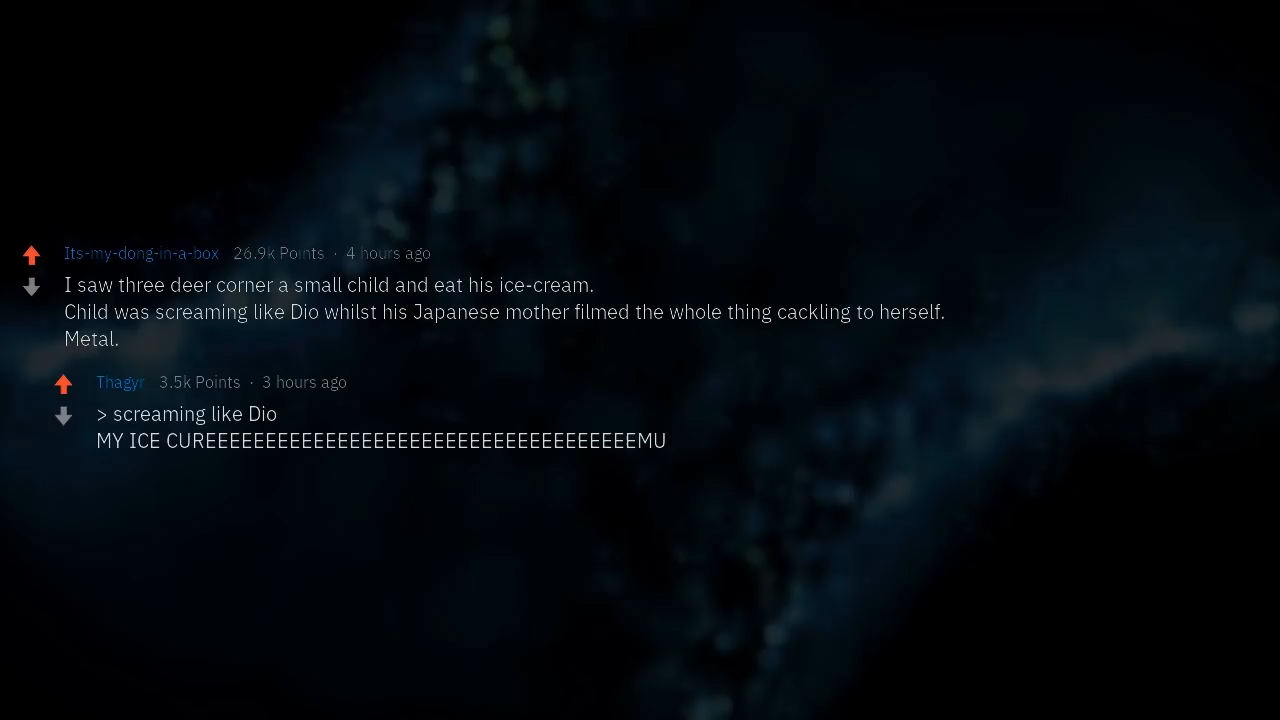 Its-my-dong-in-a-box 26.9k Points · 4 hours ago
I saw three deer corner a small child and eat his ice-cream.
Child was screaming like Dio whilst his Japanese mother filmed the whole thing cackling to herself.
Metal.
Thagyr 3.5k Points · 3 hours ago
> screaming like Dio
MY ICE CUREEEEEEEEEEEEEEEEEEEEEEEEEEEEEEEEEEEEMU